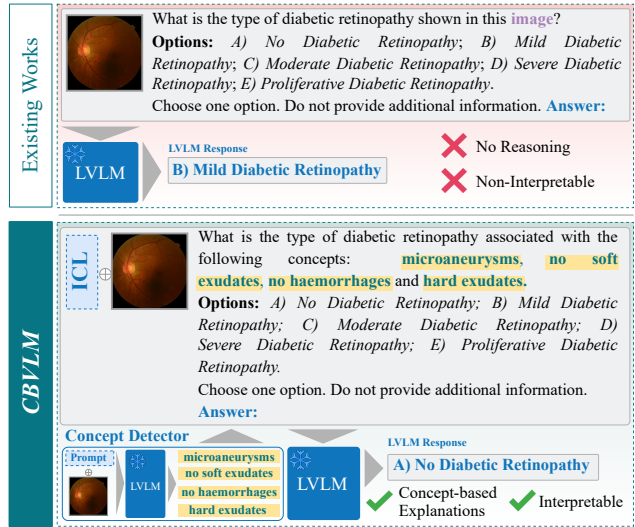 Existing Works
What is the type of diabetic retinopathy shown in this image?
Options: A) No Diabetic Retinopathy; B) Mild Diabetic
Retinopathy; C) Moderate Diabetic Retinopathy; D) Severe Diabetic
Retinopathy; E) Proliferative Diabetic Retinopathy.
Choose one option. Do not provide additional information. Answer:
LVLM
LVLM Response
B) Mild Diabetic Retinopathy
No Reasoning
Non-Interpretable
CBVLM
ICL
What is the type of diabetic retinopathy associated with the
following concepts: microaneurysms, no soft
exudates, no haemorrhages and hard exudates.
Options: A) No Diabetic Retinopathy; B) Mild Diabetic
Retinopathy; C) Moderate Diabetic Retinopathy; D)
Severe Diabetic Retinopathy; E) Proliferative Diabetic
Retinopathy.
Choose one option. Do not provide additional information.
Answer:
Concept Detector
Prompt
LVLM
microaneurysms
no soft exudates
no haemorrhages
hard exudates
LVLM
LVLM Response
A) No Diabetic Retinopathy
Concept-based
Explanations
Interpretable